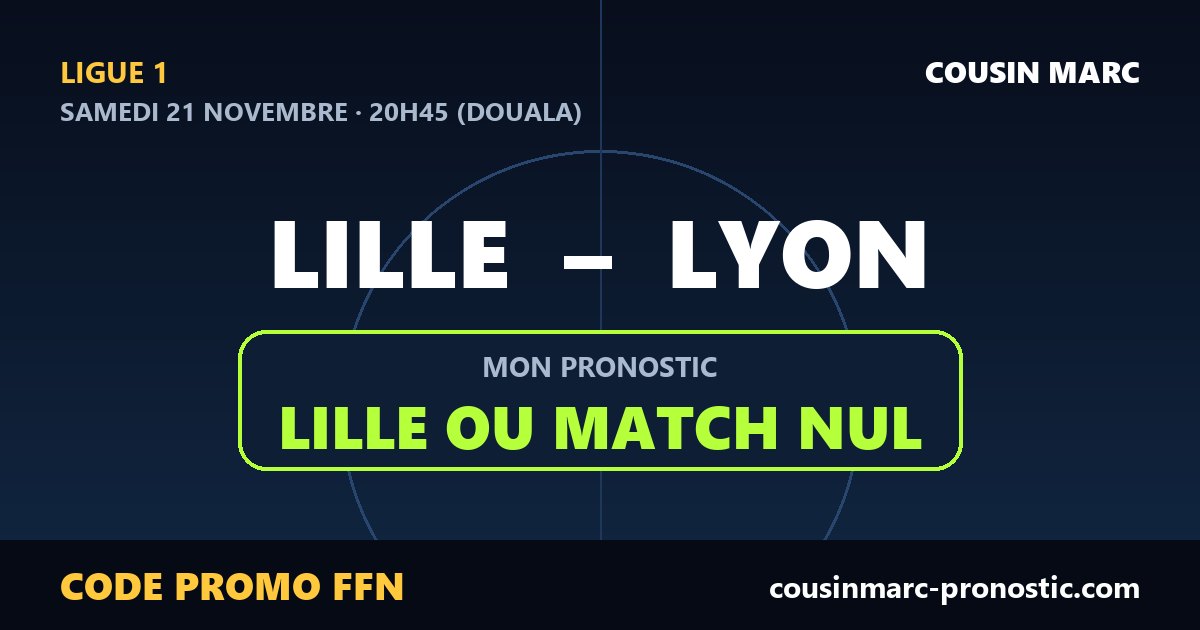 LIGUE 1
COUSIN MARC
SAMEDI 21 NOVEMBRE · 20H45 (DOUALA)
LILLE – LYON
MON PRONOSTIC
LILLE OU MATCH NUL
CODE PROMO FFN
cousinmarc-pronostic.com